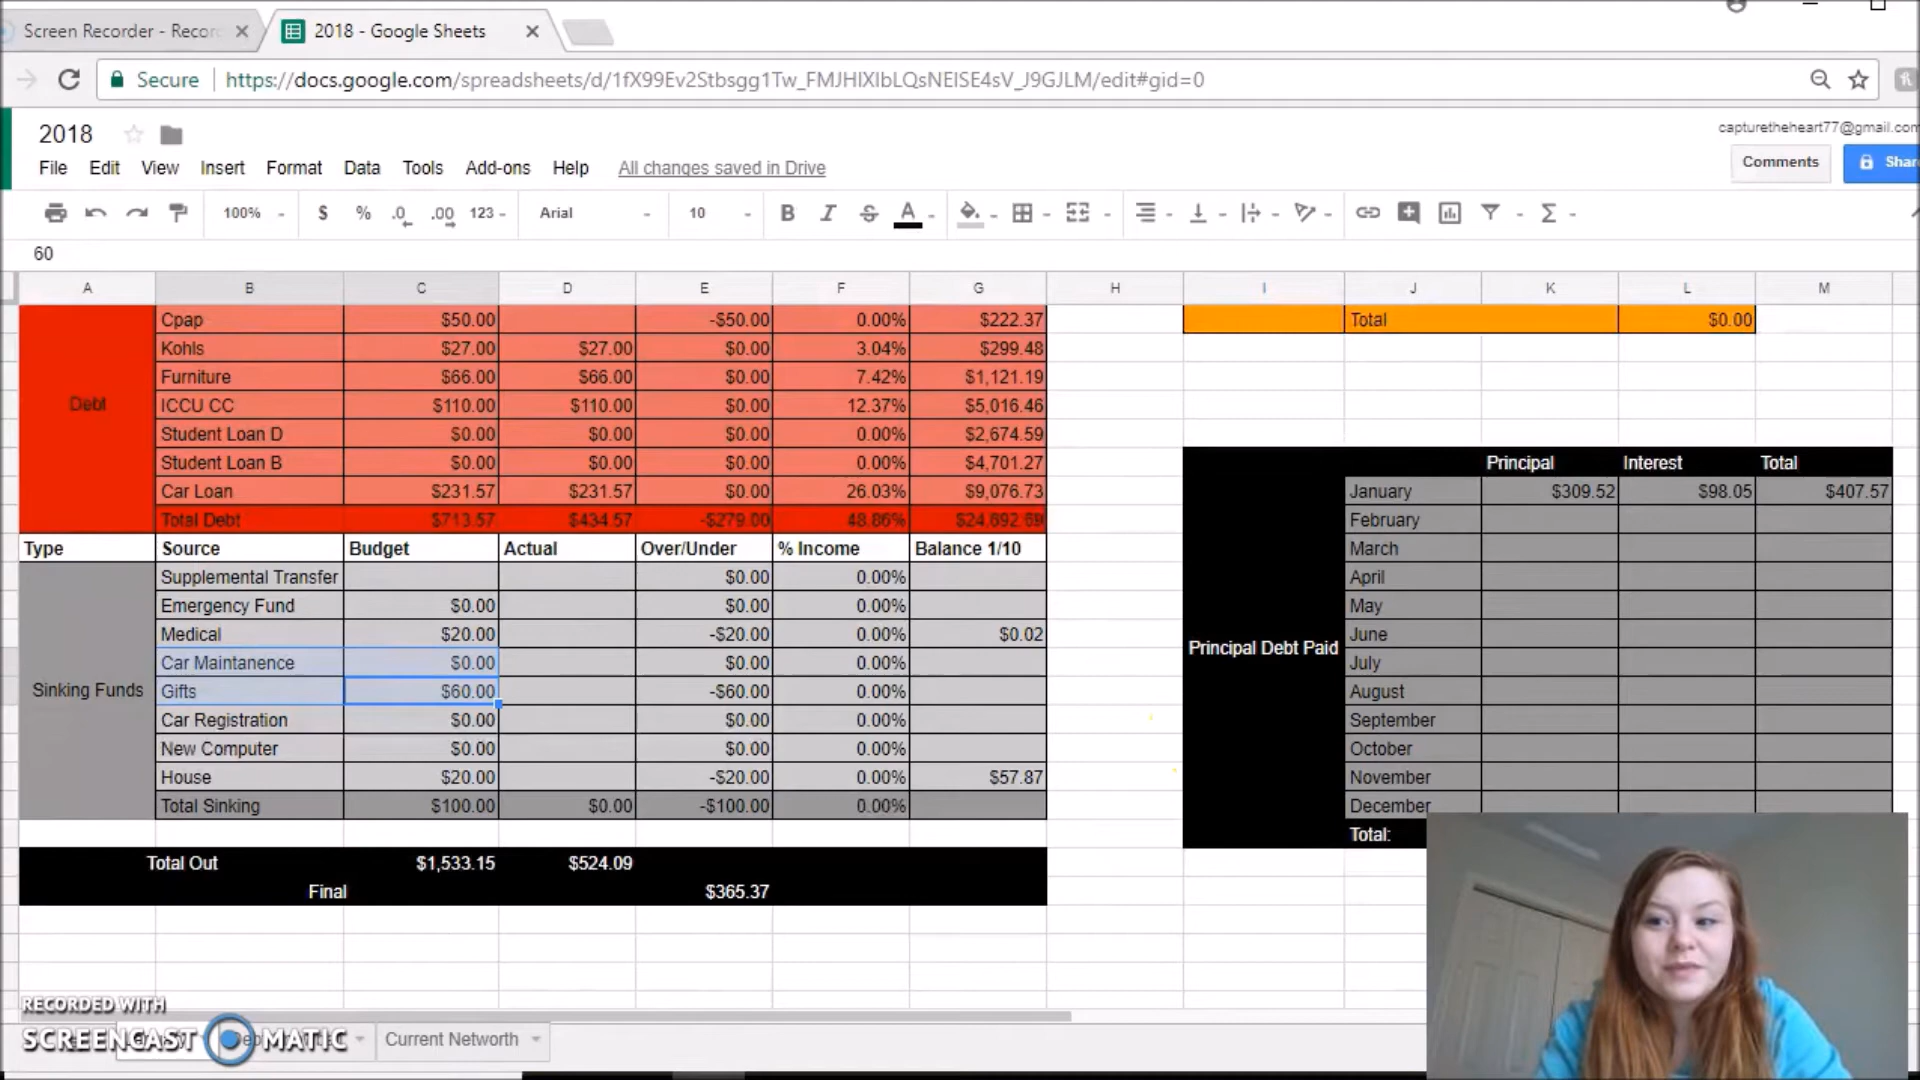 Screen Recorder - Recor
2018 - Google Sheets
Secure https://docs.google.com/spreadsheets/d/1fX99Ev2Stbsgg1Tw_FMJHIXIbLQsNEISE4sV_J9GJLM/edit#gid=0
2018
capturetheheart77@gmail.com
File Edit View Insert Format Data Tools Add-ons Help All changes saved in Drive
Comments Shar
100% $ % .0 .00 123 Arial 10 B I S A
60
A B C D E F G H I J K L M
Cpap $50.00 -$50.00 0.00% $222.37 Total $0.00
Kohls $27.00 $27.00 $0.00 3.04% $299.48
Furniture $66.00 $66.00 $0.00 7.42% $1,121.19
Debt ICCU CC $110.00 $110.00 $0.00 12.37% $5,016.46
Student Loan D $0.00 $0.00 $0.00 0.00% $2,674.59
Student Loan B $0.00 $0.00 $0.00 0.00% $4,701.27 Principal Interest Total
Car Loan $231.57 $231.57 $0.00 26.03% $9,076.73 January $309.52 $98.05 $407.57
Total Debt $713.57 $434.57 -$279.00 48.86% February
Type Source Budget Actual Over/Under % Income Balance 1/10 March
Supplemental Transfer $0.00 0.00% April
Emergency Fund $0.00 $0.00 0.00% May
Medical $20.00 -$20.00 0.00% $0.02 Principal Debt Paid June
Car Maintanence $0.00 $0.00 0.00% July
Sinking Funds Gifts $60.00 -$60.00 0.00% August
Car Registration $0.00 $0.00 0.00% September
New Computer $0.00 $0.00 0.00% October
House $20.00 -$20.00 0.00% $57.87 November
Total Sinking $100.00 $0.00 -$100.00 0.00% December
Total:
Total Out $1,533.15 $524.09
Final $365.37
RECORDED WITH
SCREENCAST MATIC
Current Networth